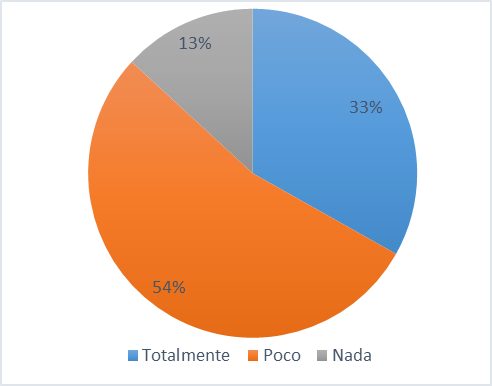 13%
33%
54%
Totalmente Poco Nada